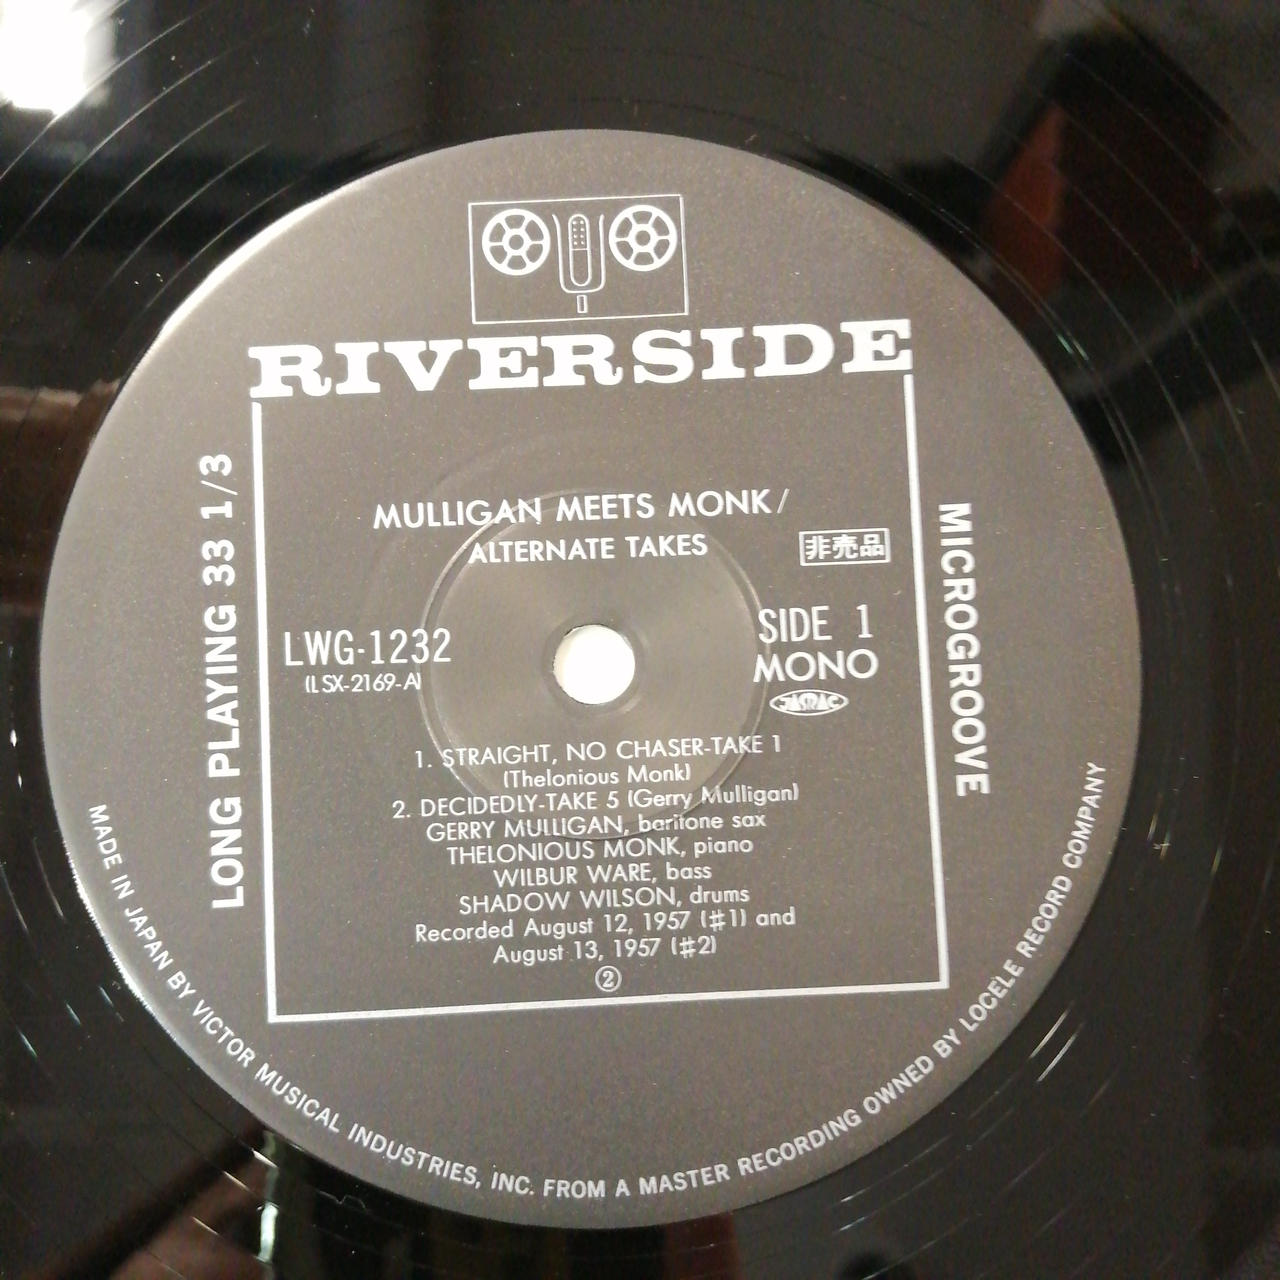 RIVERSIDE
LONG PLAYING 33 1/3
MICROGROOVE
MULLIGAN MEETS MONK/
ALTERNATE TAKES
非売品
LWG-1232
(LSX-2169-A)
SIDE 1
MONO
JASRAC
1. STRAIGHT, NO CHASER-TAKE 1
(Thelonious Monk)
2. DECIDEDLY-TAKE 5 (Gerry Mulligan)
GERRY MULLIGAN, baritone sax
THELONIOUS MONK, piano
WILBUR WARE, bass
SHADOW WILSON, drums
Recorded August 12, 1957 (#1) and
August 13, 1957 (#2)
②
MADE IN JAPAN BY VICTOR MUSICAL INDUSTRIES, INC. FROM A MASTER RECORDING OWNED BY LOCELE RECORD COMPANY